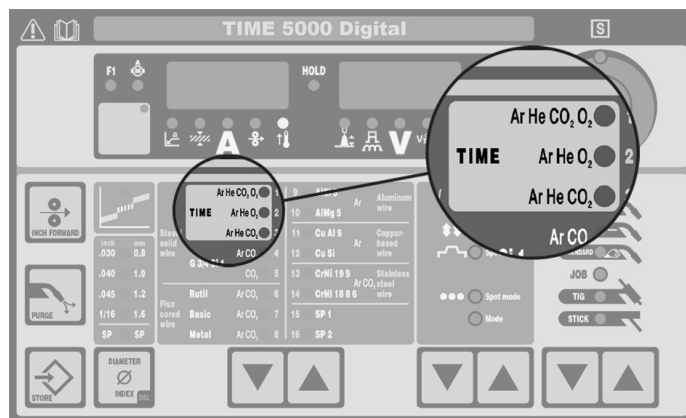 TIME 5000 Digital
S
F1
M
HOLD
a
A
V
Ar He CO₂ O₂ 1
TIME Ar He O₂ 2
Ar He CO₂
Ar CO
INCH FORWARD
PURGE
STORE
inch mm
.030 0.8
.040 1.0
.045 1.2
1/16 1.6
SP SP
Ar He CO₂ O₂ 1
TIME Ar He O₂ 2
Ar He CO₂ 3
Steel
solid
wire
G 3/4 Si 1
Ar CO₂ 4
CO₂ 5
Flux
cored
wire
Rutil Ar CO₂ 6
Basic Ar CO₂ 7
Metal Ar CO₂ 8
9
10 AlMg 5
Ar
Aluminum
wire
11 Cu Al 9
12 Cu Si
Ar
Copper-
based
wire
13 CrNi 19 9
14 CrNi 18 8 6
Ar CO₂
Stainless
steel
wire
15 SP 1
16 SP 2
Spot mode
Mode
JOB
TIG
STICK
DIAMETER
Ø
INDEX DEL